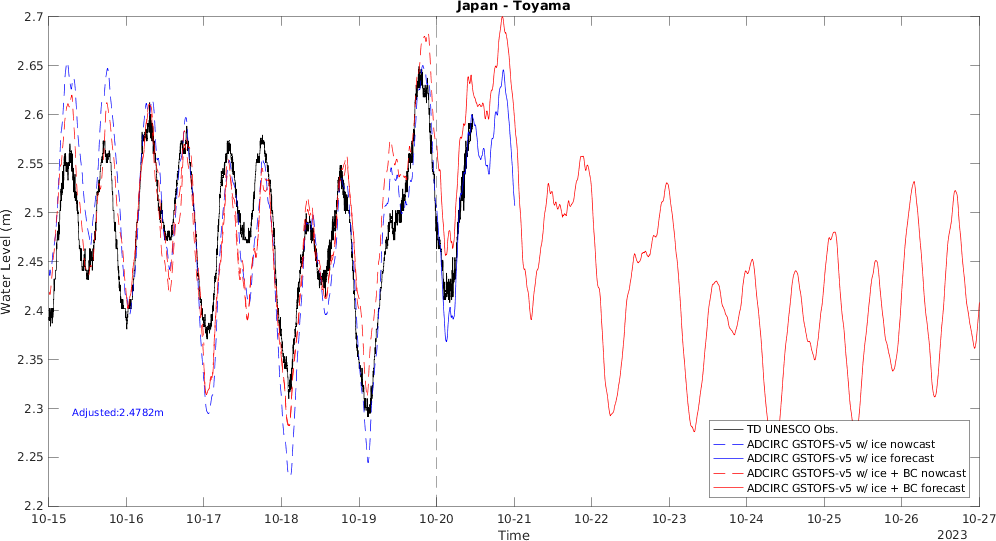 Japan - Toyama
2.7
2.65
2.6
2.55
2.5
2.45
2.4
2.35
2.3
2.25
2.2
Water Level (m)
Adjusted:2.4782m
TD UNESCO Obs.
ADCIRC GSTOFS-v5 w/ ice nowcast
ADCIRC GSTOFS-v5 w/ ice forecast
ADCIRC GSTOFS-v5 w/ ice + BC nowcast
ADCIRC GSTOFS-v5 w/ ice + BC forecast
10-15 10-16 10-17 10-18 10-19 10-20 10-21 10-22 10-23 10-24 10-25 10-26 10-27
Time
2023